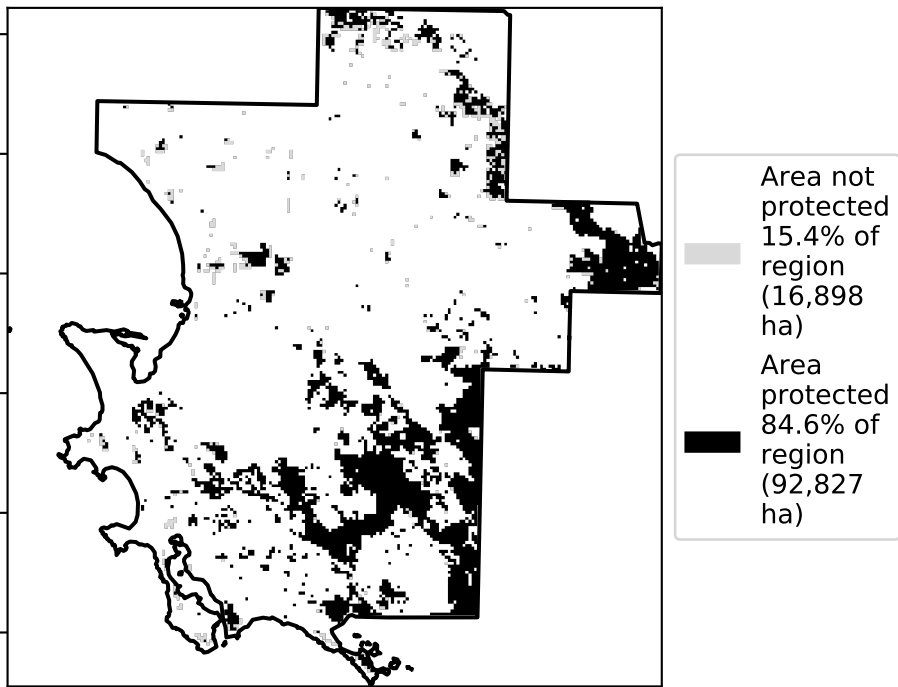 Area not
protected
15.4% of
region
(16,898
ha)
Area
protected
84.6% of
region
(92,827
ha)